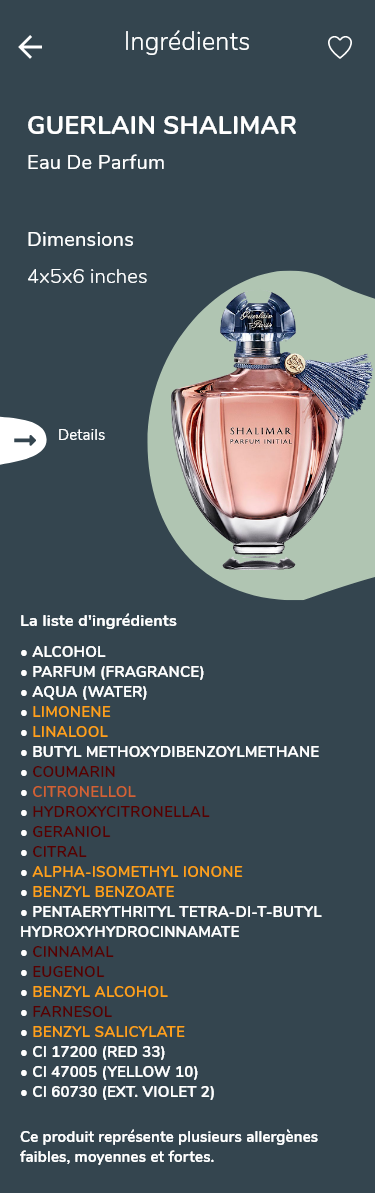 Ingrédients
GUERLAIN SHALIMAR
Eau De Parfum
Dimensions
4x5x6 inches
Guerlain
Paris
SHALIMAR
PARFUM INITIAL
Details
La liste d'ingrédients
• ALCOHOL
• PARFUM (FRAGRANCE)
• AQUA (WATER)
• LIMONENE
• LINALOOL
• BUTYL METHOXYDIBENZOYLMETHANE
• COUMARIN
• CITRONELLOL
• HYDROXYCITRONELLAL
• GERANIOL
• CITRAL
• ALPHA-ISOMETHYL IONONE
• BENZYL BENZOATE
• PENTAERYTHRITYL TETRA-DI-T-BUTYL
HYDROXYHYDROCINNAMATE
• CINNAMAL
• EUGENOL
• BENZYL ALCOHOL
• FARNESOL
• BENZYL SALICYLATE
• CI 17200 (RED 33)
• CI 47005 (YELLOW 10)
• CI 60730 (EXT. VIOLET 2)
Ce produit représente plusieurs allergènes
faibles, moyennes et fortes.